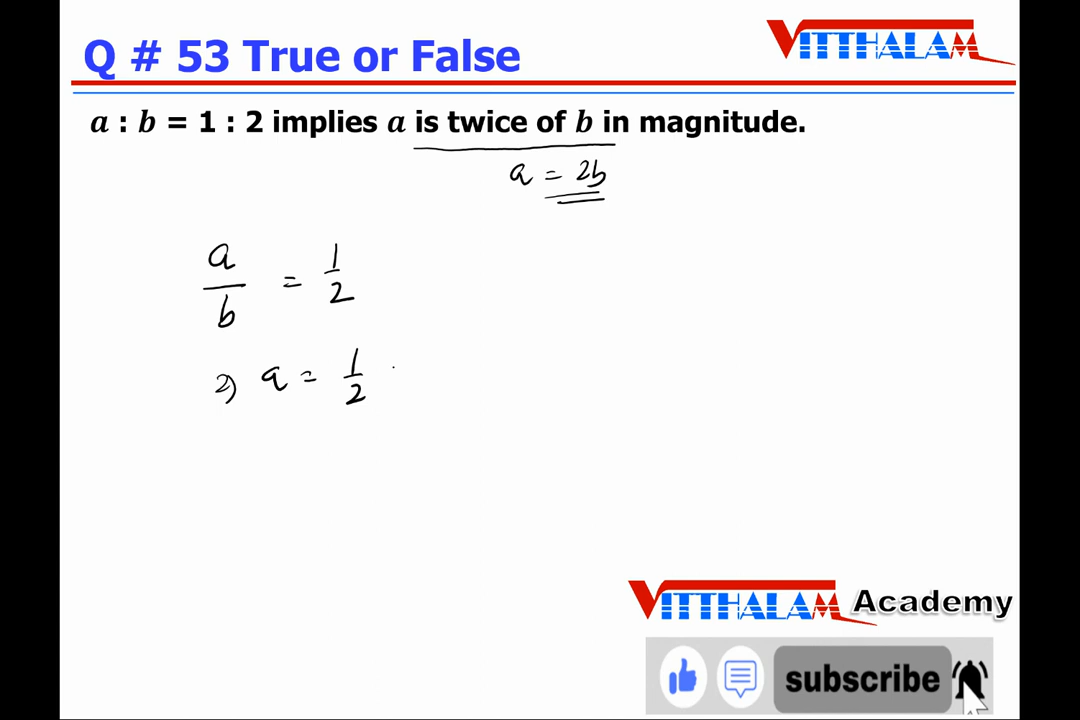 Q # 53 True or False
VITTHALAM
a : b = 1 : 2 implies a is twice of b in magnitude.
a = 2b
a/b = 1/2
⇒ a = 1/2
VITTHALAM Academy
subscribe